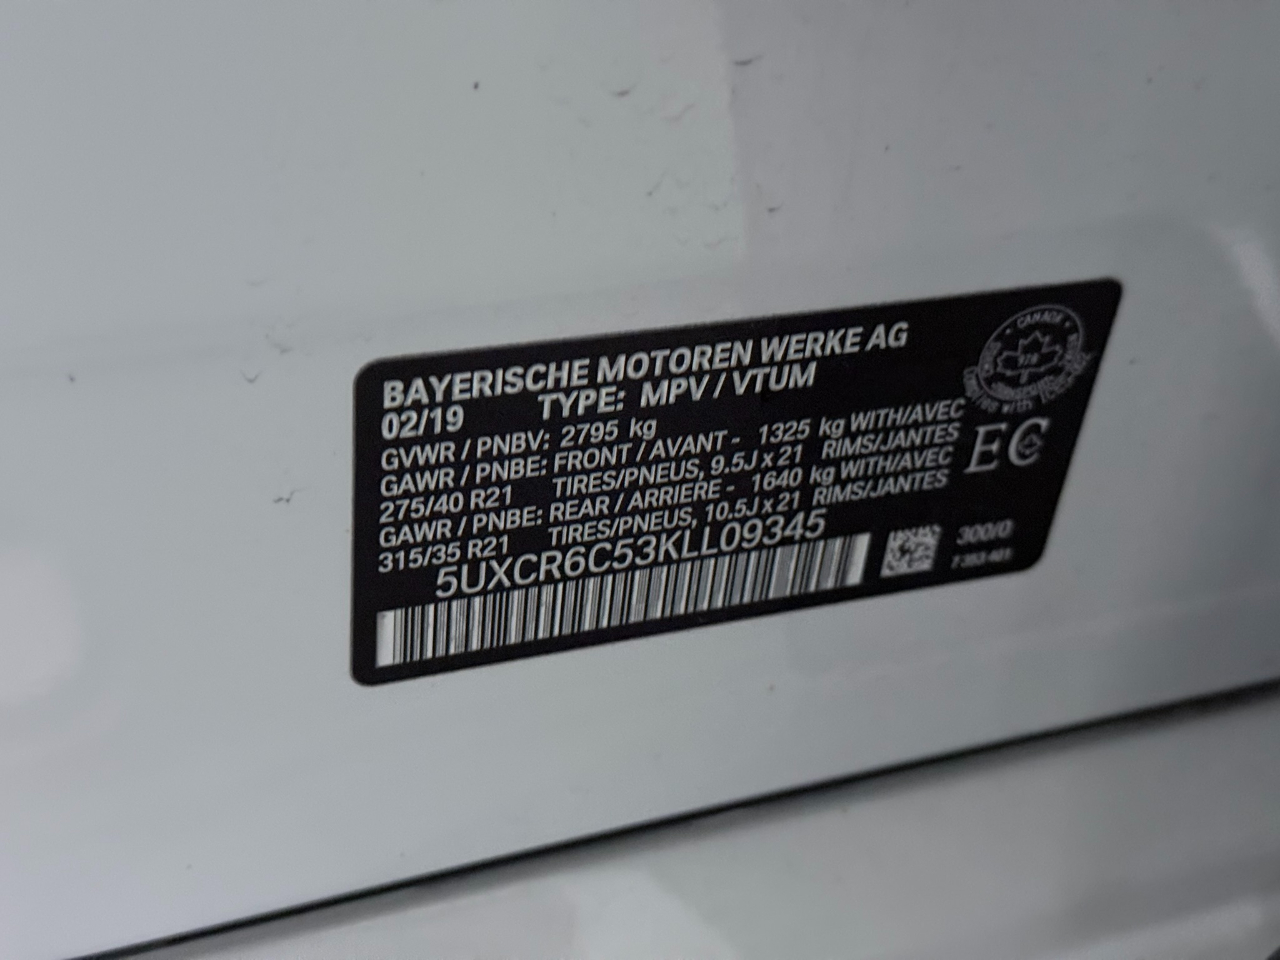 BAYERISCHE MOTOREN WERKE AG
02/19 TYPE: MPV / VTUM
GVWR / PNBV: 2795 kg
GAWR / PNBE: FRONT / AVANT - 1325 kg WITH/AVEC
275/40 R21 TIRES/PNEUS, 9.5J x 21 RIMS/JANTES
GAWR / PNBE: REAR / ARRIERE - 1640 kg WITH/AVEC
315/35 R21 TIRES/PNEUS, 10.5J x 21 RIMS/JANTES
5UXCR6C53KLL09345
CANADA
EC
300/0